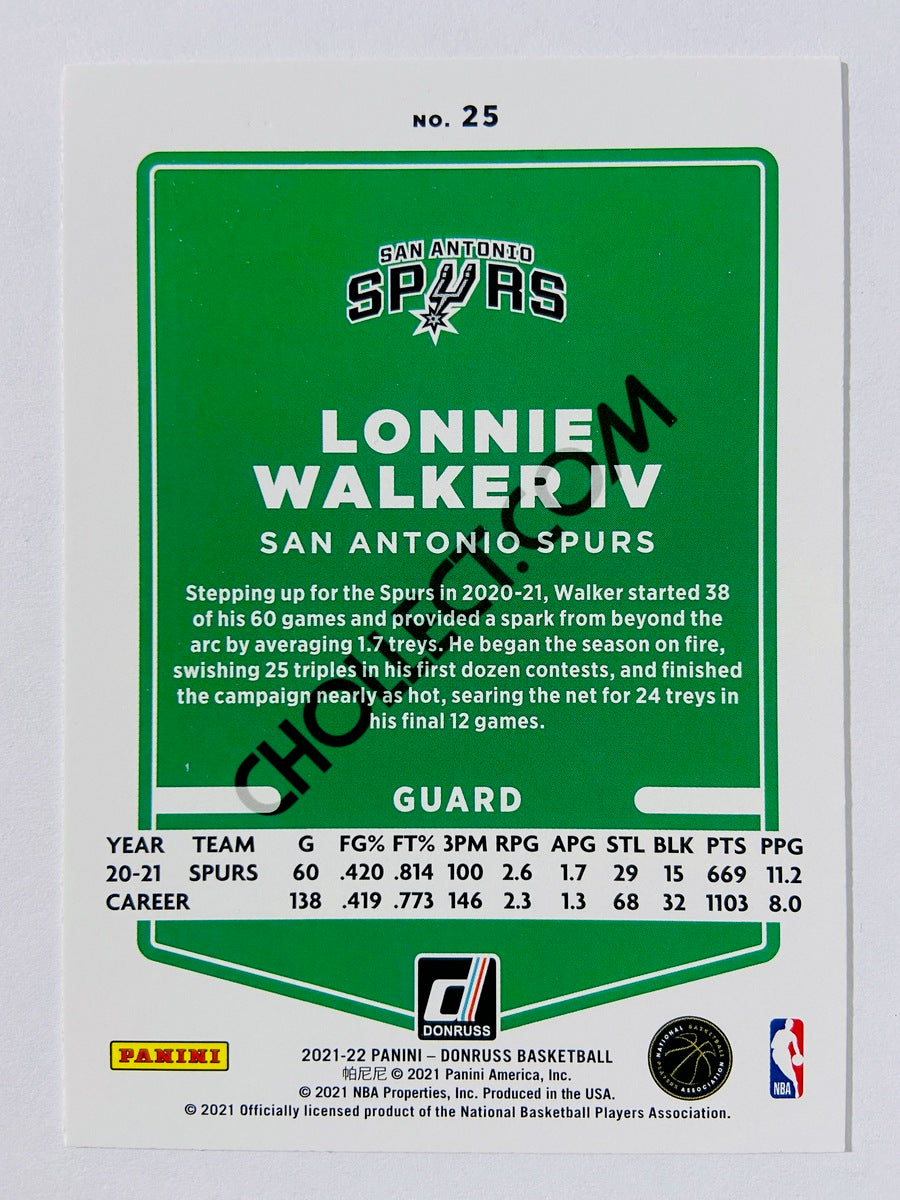 NO. 25
SAN ANTONIO
SPURS
LONNIE
WALKER IV
SAN ANTONIO SPURS
Stepping up for the Spurs in 2020-21, Walker started 38
of his 60 games and provided a spark from beyond the
arc by averaging 1.7 treys. He began the season on fire,
swishing 25 triples in his first dozen contests, and finished
the campaign nearly as hot, searing the net for 24 treys in
his final 12 games.
CHOLLECT.COM
GUARD
YEAR TEAM G FG% FT% 3PM RPG APG STL BLK PTS PPG
20-21 SPURS 60 .420 .814 100 2.6 1.7 29 15 669 11.2
CAREER 138 .419 .773 146 2.3 1.3 68 32 1103 8.0
d
DONRUSS
PANINI
2021-22 PANINI – DONRUSS BASKETBALL
帕尼尼 © 2021 Panini America, Inc.
© 2021 NBA Properties, Inc. Produced in the USA.
© 2021 Officially licensed product of the National Basketball Players Association.
NATIONAL BASKETBALL
PLAYERS ASSOCIATION
NBA